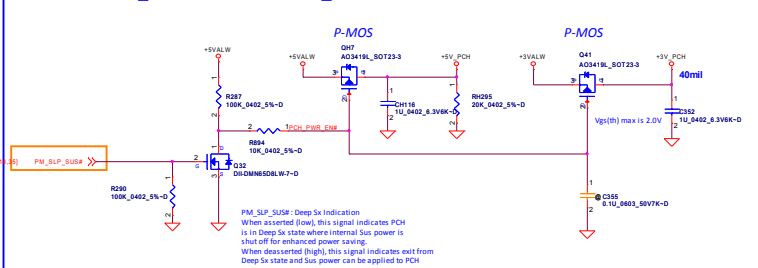 P-MOS
P-MOS
QH7
AO3419L_SOT23-3
Q41
AO3419L_SOT23-3
+5VALW
+5VALW
+5V_PCH
+3VALW
+3V_PCH
40mil
R287
100K_0402_5%~D
CH116
1U_0402_6.3V6K~D
RH295
20K_0402_5%~D
C352
1U_0402_6.3V6K~D
Vgs(th) max is 2.0V
PCH_PWR_EN#
R894
10K_0402_5%~D
PM_SLP_SUS#
Q32
DII-DMN65D8LW-7~D
R290
100K_0402_5%~D
@C355
0.1U_0603_50V7K~D
PM_SLP_SUS# : Deep Sx Indication
When asserted (low), this signal indicates PCH
is in Deep Sx state where internal Sus power is
shut off for enhanced power saving.
When deasserted (high), this signal indicates exit from
Deep Sx state and Sus power can be applied to PCH